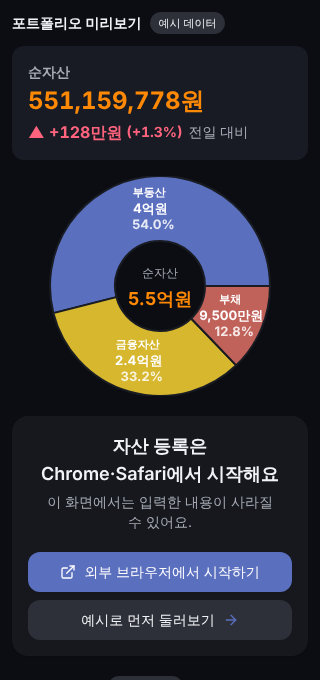 포트폴리오 미리보기 예시 데이터
순자산
551,159,778원
▲ +128만원 (+1.3%) 전일 대비
부동산
4억원
54.0%
순자산
5.5억원
부채
9,500만원
12.8%
금융자산
2.4억원
33.2%
자산 등록은
Chrome·Safari에서 시작해요
이 화면에서는 입력한 내용이 사라질
수 있어요.
외부 브라우저에서 시작하기
예시로 먼저 둘러보기 →